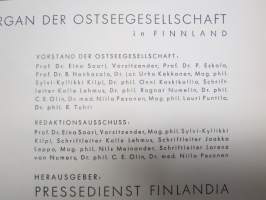 RGAN DER OSTSEEGESELLSCHAFT
in FINNLAND
VORSTAND DER OSTSEEGESELLSCHAFT:
Prof. Dr. Eino Saari, Vorsitzender, Prof. Dr. P. Eskola,
Prof. Dr. R. Nordgren, Dr. jur. Urho Kekkonen, Mag. phil.
Sylvi-Kyllikki Kilpi, Dr. phil. Onni Koskikallio, Schrift-
leiter Kalle Lehmus, Dr. phil. Ragnar Numelin, Dr. phil.
C. E. Olin, Dr. med. Niilo Pesonen, Mag. phil. Lauri Puntila,
Dr. phil. R. Tuhri
REDAKTIONSAUSSCHUSS:
Prof. Dr. Eino Saari, Vorsitzender, Mag. phil. Sylvi-Kyllikki
Kilpi, Schriftleiter Kalle Lehmus, Schriftleiter Jaakko
Leppo, Mag. phil. Nils Meinander, Schriftleiter Lorenz
von Numers, Dr. phil. C. E. Olin, Dr. med. Niilo Pesonen
HERAUSGEBER:
PRESSEDIENST FINLANDIA